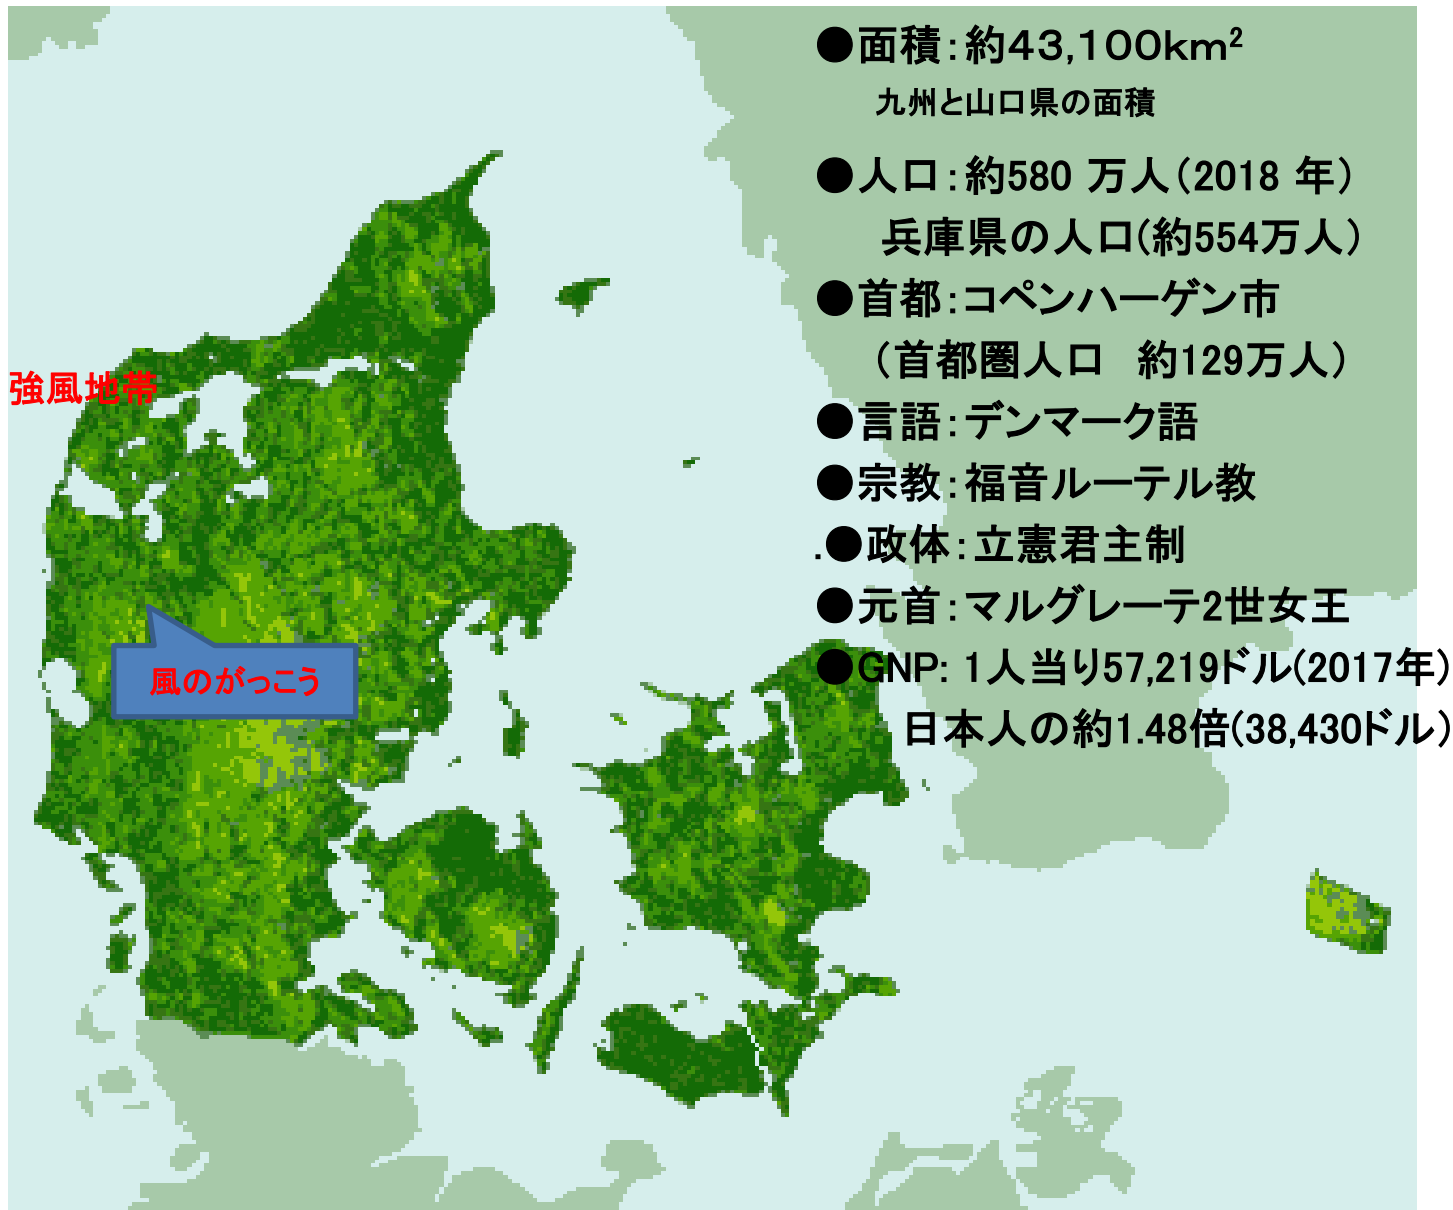 ●面積：約４３,１００ｋｍ²
九州と山口県の面積
●人口：約580 万人（2018 年）
兵庫県の人口(約554万人）
●首都：コペンハーゲン市
（首都圏人口　約129万人）
強風地帯
●言語：デンマーク語
●宗教：福音ルーテル教
.●政体：立憲君主制
●元首：マルグレーテ2世女王
●GNP: 1人当り57,219ドル(2017年）
風のがっこう
日本人の約1.48倍(38,430ドル）